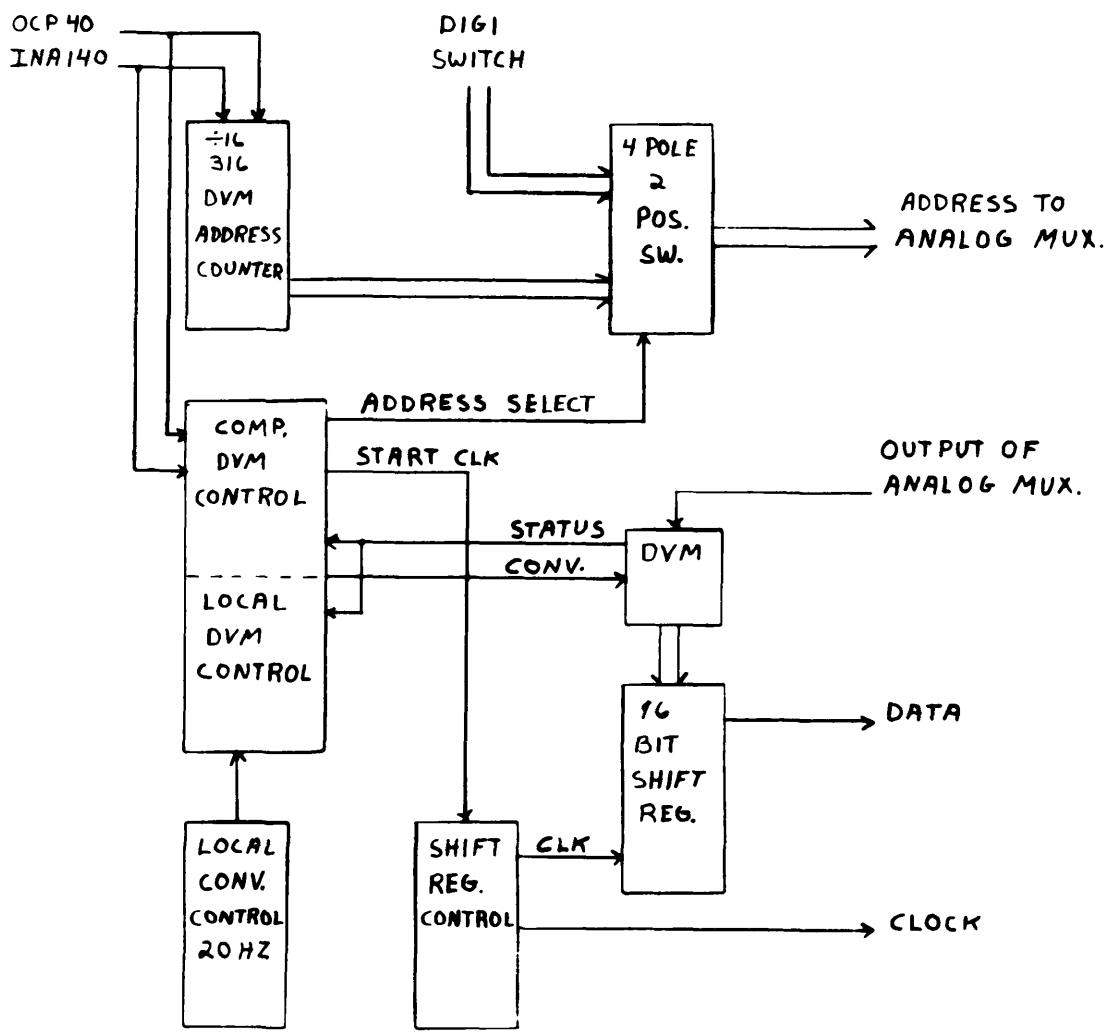 OCP 40
INA 140
DIGI
SWITCH
÷16
316
DVM
ADDRESS
COUNTER
4 POLE
2
POS.
SW.
ADDRESS TO
ANALOG MUX.
ADDRESS SELECT
COMP.
DVM
CONTROL
START CLK
OUTPUT OF
ANALOG MUX.
STATUS
DVM
CONV.
LOCAL
DVM
CONTROL
16
BIT
SHIFT
REG.
DATA
LOCAL
CONV.
CONTROL
20 HZ
SHIFT
REG.
CONTROL
CLK
CLOCK